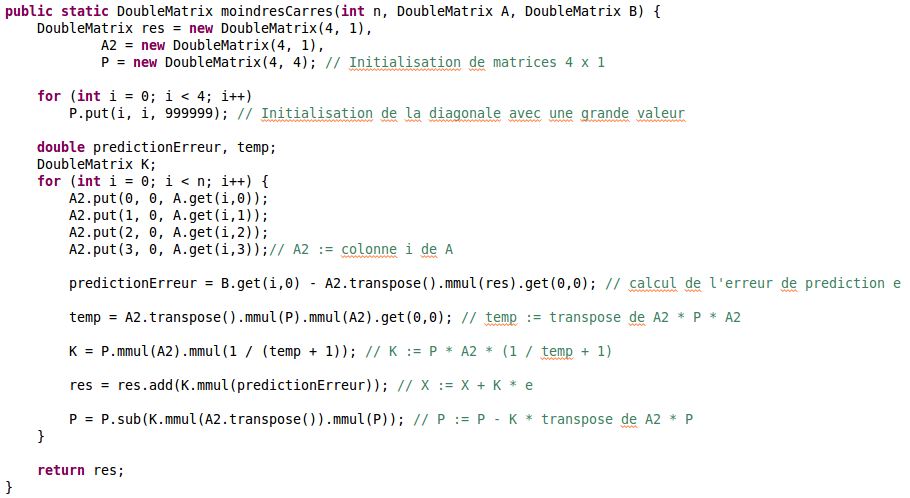 public static DoubleMatrix moindresCarres(int n, DoubleMatrix A, DoubleMatrix B) {
    DoubleMatrix res = new DoubleMatrix(4, 1),
            A2 = new DoubleMatrix(4, 1),
            P = new DoubleMatrix(4, 4); // Initialisation de matrices 4 x 1
    for (int i = 0; i < 4; i++)
        P.put(i, i, 999999); // Initialisation de la diagonale avec une grande valeur
    double predictionErreur, temp;
    DoubleMatrix K;
    for (int i = 0; i < n; i++) {
        A2.put(0, 0, A.get(i,0));
        A2.put(1, 0, A.get(i,1));
        A2.put(2, 0, A.get(i,2));
        A2.put(3, 0, A.get(i,3));// A2 := colonne i de A
        predictionErreur = B.get(i,0) - A2.transpose().mmul(res).get(0,0); // calcul de l'erreur de prediction e
        temp = A2.transpose().mmul(P).mmul(A2).get(0,0); // temp := transpose de A2 * P * A2
        K = P.mmul(A2).mmul(1 / (temp + 1)); // K := P * A2 * (1 / temp + 1)
        res = res.add(K.mmul(predictionErreur)); // X := X + K * e
        P = P.sub(K.mmul(A2.transpose()).mmul(P)); // P := P - K * transpose de A2 * P
    }
    return res;
}